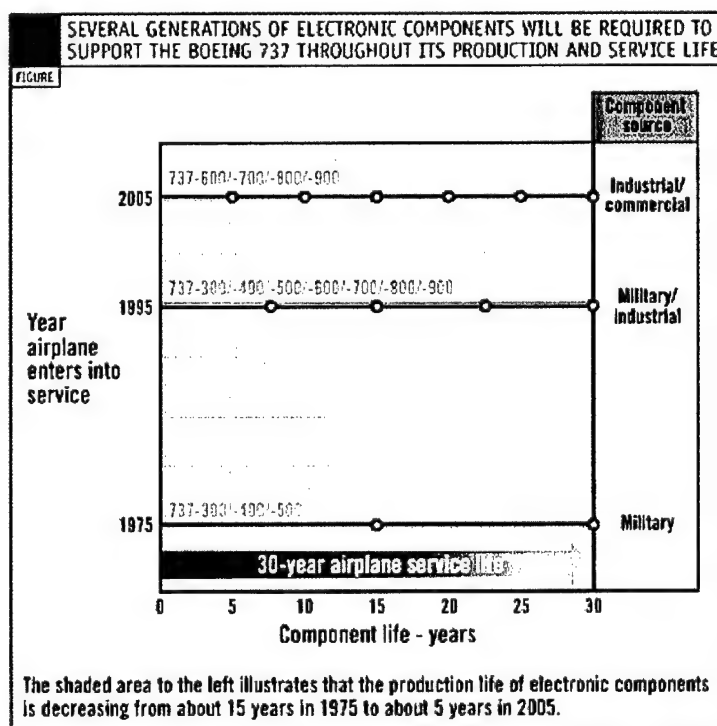 SEVERAL GENERATIONS OF ELECTRONIC COMPONENTS WILL BE REQUIRED TO
SUPPORT THE BOEING 737 THROUGHOUT ITS PRODUCTION AND SERVICE LIFE
FIGURE
Component
source
737-600/-700/-800/-900
2005
Industrial/
commercial
737-300/-400/-500/-600/-700/-800/-900
1995
Military/
industrial
Year
airplane
enters into
service
737-300/-400/-500
1975
Military
30-year airplane service life
0 5 10 15 20 25 30
Component life - years
The shaded area to the left illustrates that the production life of electronic components
is decreasing from about 15 years in 1975 to about 5 years in 2005.